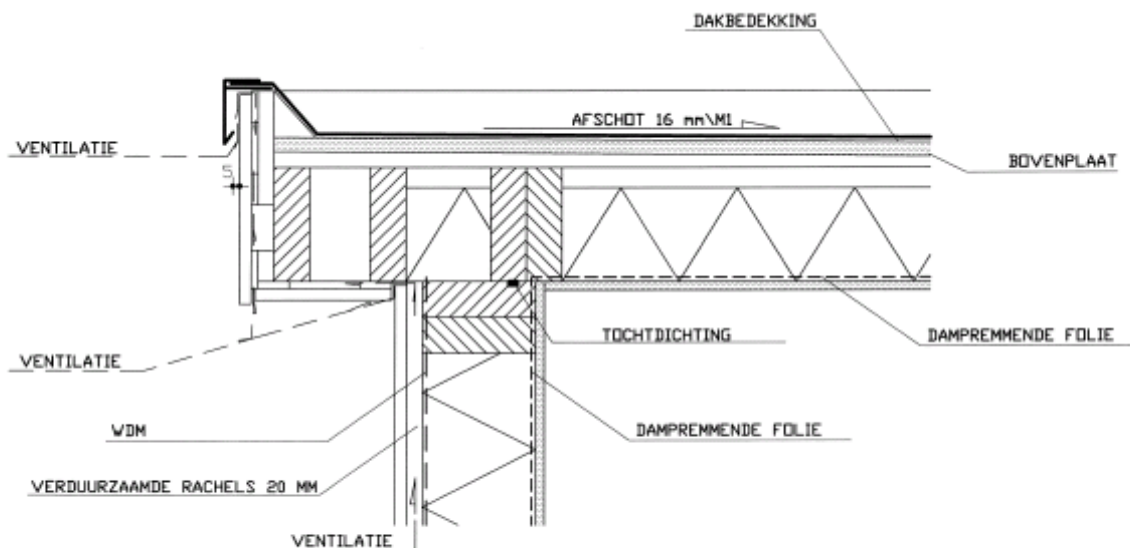 DAKBEDEKKING
AFSCHOT 16 mm\M1
VENTILATIE
BOVENPLAAT
5
TOCHTDICHTING
DAMPREMMENDE FOLIE
VENTILATIE
WDM
DAMPREMMENDE FOLIE
VERDUURZAAMDE RACHELS 20 MM
VENTILATIE